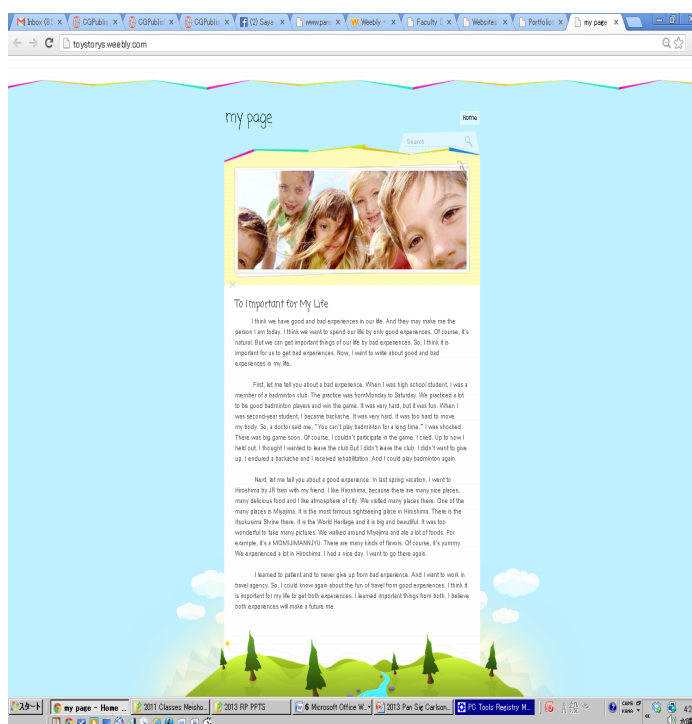 Inbox (81
CGPublis
CGPublis
CGPublis
(2) Saya
www.pans
Weebly -
Faculty D
Websites
Portfolio
my page
toystorys.weebly.com
my page
Home
Search
To Important for My Life
I think we have good and bad experiences in our life. And they may make me the
person I am today. I think we want to spend our life by only good experiences. Of course, it's
natural. But we can get important things of our life by bad experiences. So, I think it is
important for us to get bad experiences. Now, I want to write about good and bad
experiences in my life.
First, let me tell you about a bad experience. When I was high school student, I was a
member of a badminton club. The practice was fromMonday to Saturday. We practiced a lot
to be good badminton players and win the game. It was very hard, but it was fun. When I
was second-year student, I became backache. It was very hard. It was too hard to move
my body. So, a doctor said me, "You can't play badminton for a long time." I was shocked.
There was big game soon. Of course, I couldn't participate in the game. I cried. Up to now I
held out. I thought I wanted to leave the club.But I didn't leave the club. I didn't want to give
up. I endured a backache and I received rehabilitation. And I could play badminton again.
Next, let me tell you about a good experience. In last spring vacation, I went to
Hiroshima by JR train with my friend. I like Hiroshima, because there are many nice places,
many delicious food and I like atmosphere of city. We visited many places there. One of the
many places is Miyajima. It is the most famous sightseeing place in Hiroshima. There is the
Itsukusima Shrine there. It is the World Heritage and it is big and beautiful. It was too
wonderful to take many pictures. We walked around Miyajima and ate a lot of foods. For
example, it's a MOMIJIMANNJYU. There are many kinds of flavors. Of course, it's yummy.
We experienced a lot in Hiroshima. I had a nice day. I want to go there again.
I learned to patient and to never give up from bad experience. And I want to work in
travel agency. So, I could know again about the fun of travel from good experiences. I think it
is important for my life to get both experiences. I learned important things from both. I believe
both experiences will make a future me.
スタート
my page - Home ...
2011 Classes Meisho...
2013 RP PPTS
6 Microsoft Office W...
2013 Pan Sig Carlson...
PC Tools Registry M...
CAPS
KANA